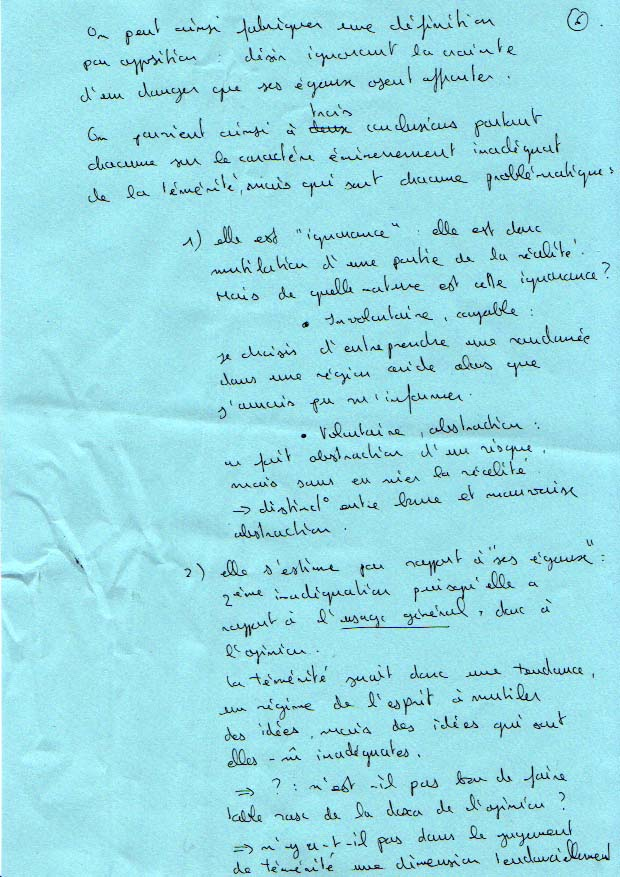 6
On peut ainsi fabriquer une définition
par apposition : désir ignorant la crainte
d'un danger que ses égaux osent affronter.
On parvient ainsi à deux trois conclusions portant
chacune sur le caractère éminemment inadéquat
de la témérité, mais qui sont chacune problématiques :
1) elle est "ignorance" : elle est donc
mutilation d'une partie de la réalité.
Mais de quelle nature est cette ignorance ?
• Involontaire, coupable :
je choisis d'entreprendre une randonnée
dans une région aride alors que
j'aurais pu m'informer.
• Volontaire, abstraction :
on fait abstraction d'un risque,
mais sans en nier la réalité.
→ distinct° entre bonne et mauvaise
abstraction.
2) elle s'estime par rapport à "ses égaux" :
2ème inadéquation puisqu'elle a
rapport à l'usage général, donc à
l'opinion.
La témérité serait donc une tendance,
un régime de l'esprit à mutiler
des idées, mais des idées qui sont
elles-m̂ inadéquates.
⇒ ? : n'est-il pas bon de faire
table rase de la doxa de l'opinion ?
⇒ n'y a-t-il pas dans le jugement
de témérité une dimension tendanciellement